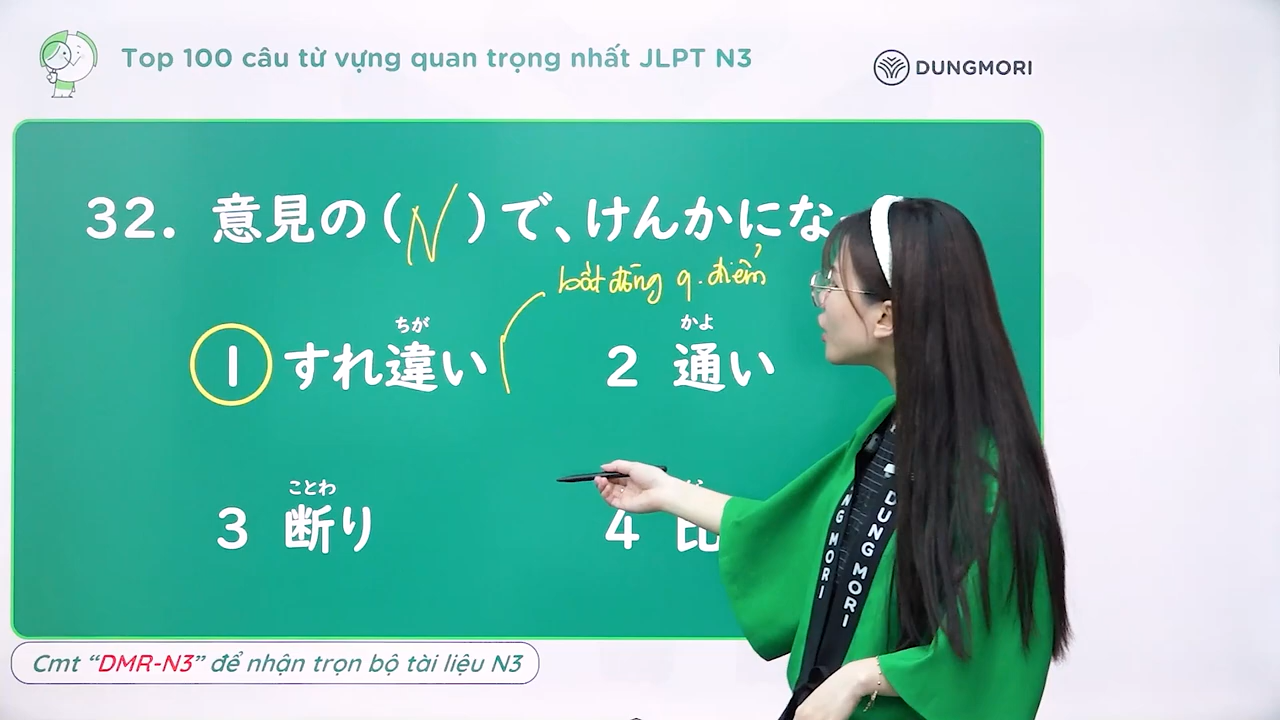 Top 100 câu từ vựng quan trọng nhất JLPT N3
DUNGMORI
32. 意見の(N)で、けんかにな
bất đồng q. điểm
ちが
1 すれ違い
かよ
2 通い
ことわ
3 断り
4 比
DUNG MORI
NG MORI
Cmt “DMR-N3” để nhận trọn bộ tài liệu N3